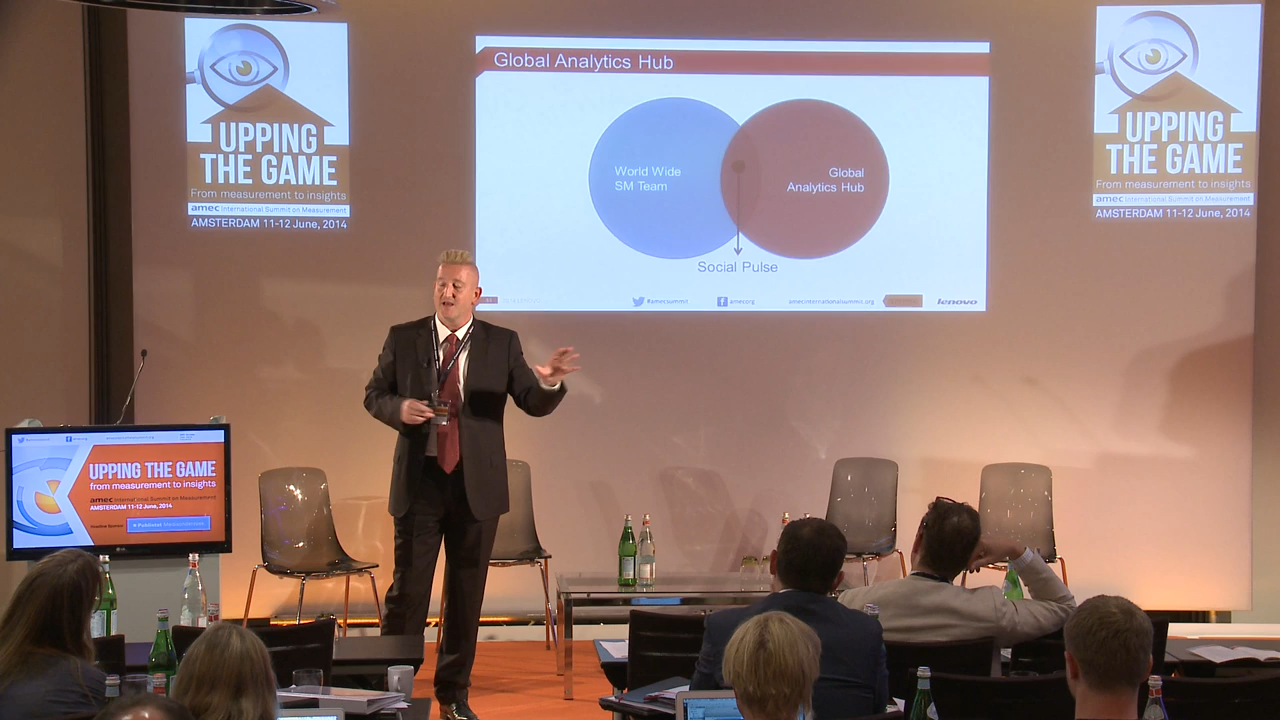 UPPING
THE GAME
From measurement to insights
amec International Summit on Measurement
AMSTERDAM 11-12 June, 2014
Global Analytics Hub
World Wide
SM Team
Global
Analytics Hub
Social Pulse
#amecsummit
amecorg
amecinternationalsummit.org
lenovo
UPPING
THE GAME
From measurement to insights
amec International Summit on Measurement
AMSTERDAM 11-12 June, 2014
UPPING THE GAME
from measurement to insights
amec International Summit on Measurement
AMSTERDAM 11-12 June, 2014